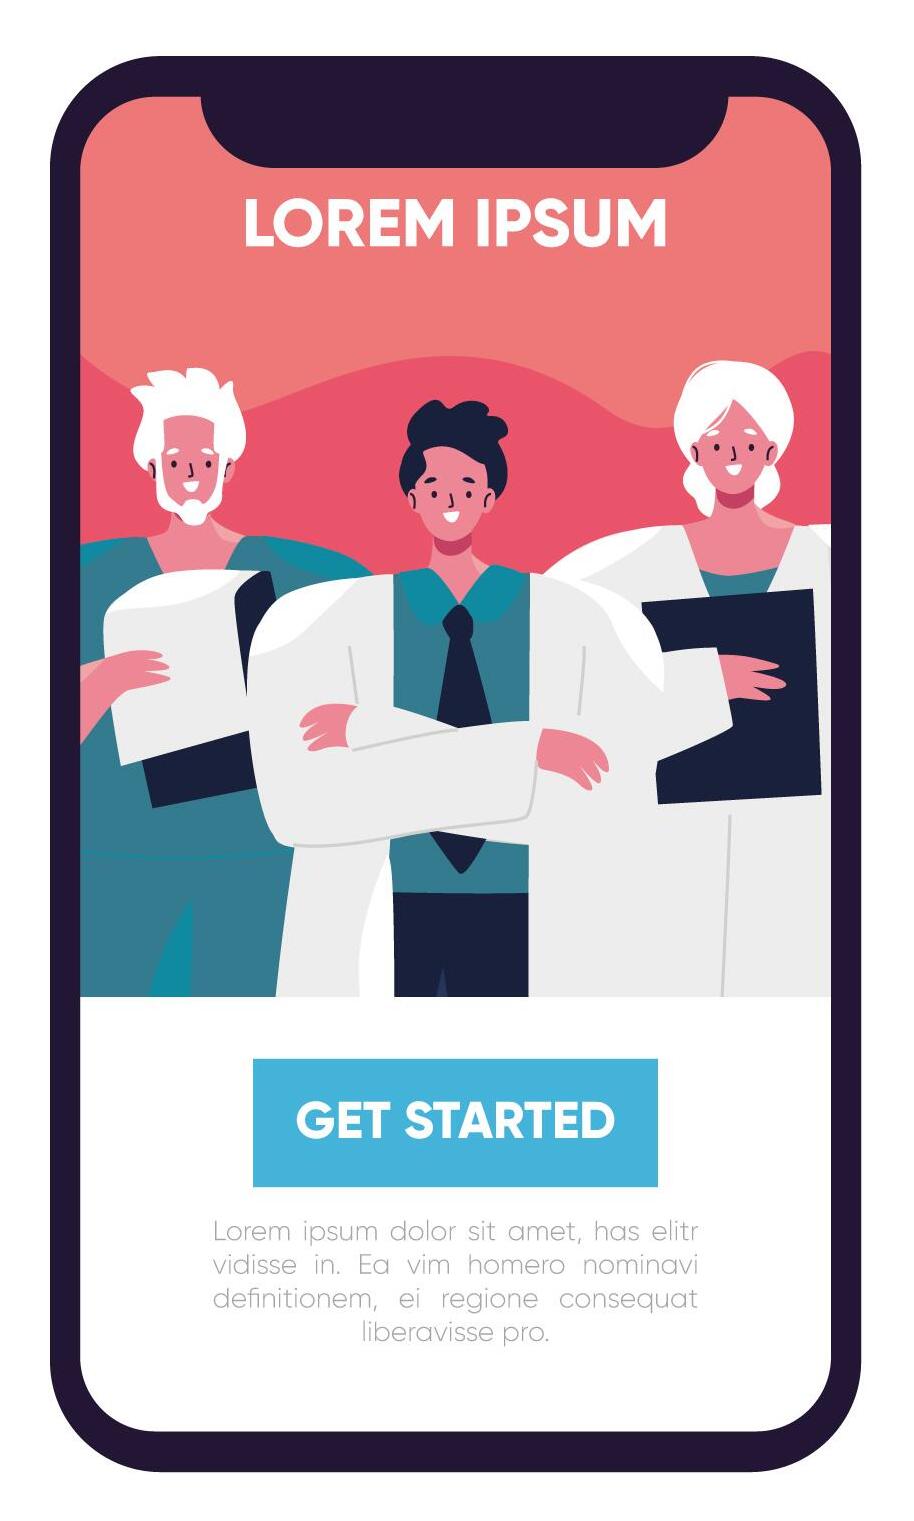 LOREM IPSUM
GET STARTED
Lorem ipsum dolor sit amet, has elitr
vidisse in. Ea vim homero nominavi
definitionem, ei regione consequat
liberavisse pro.